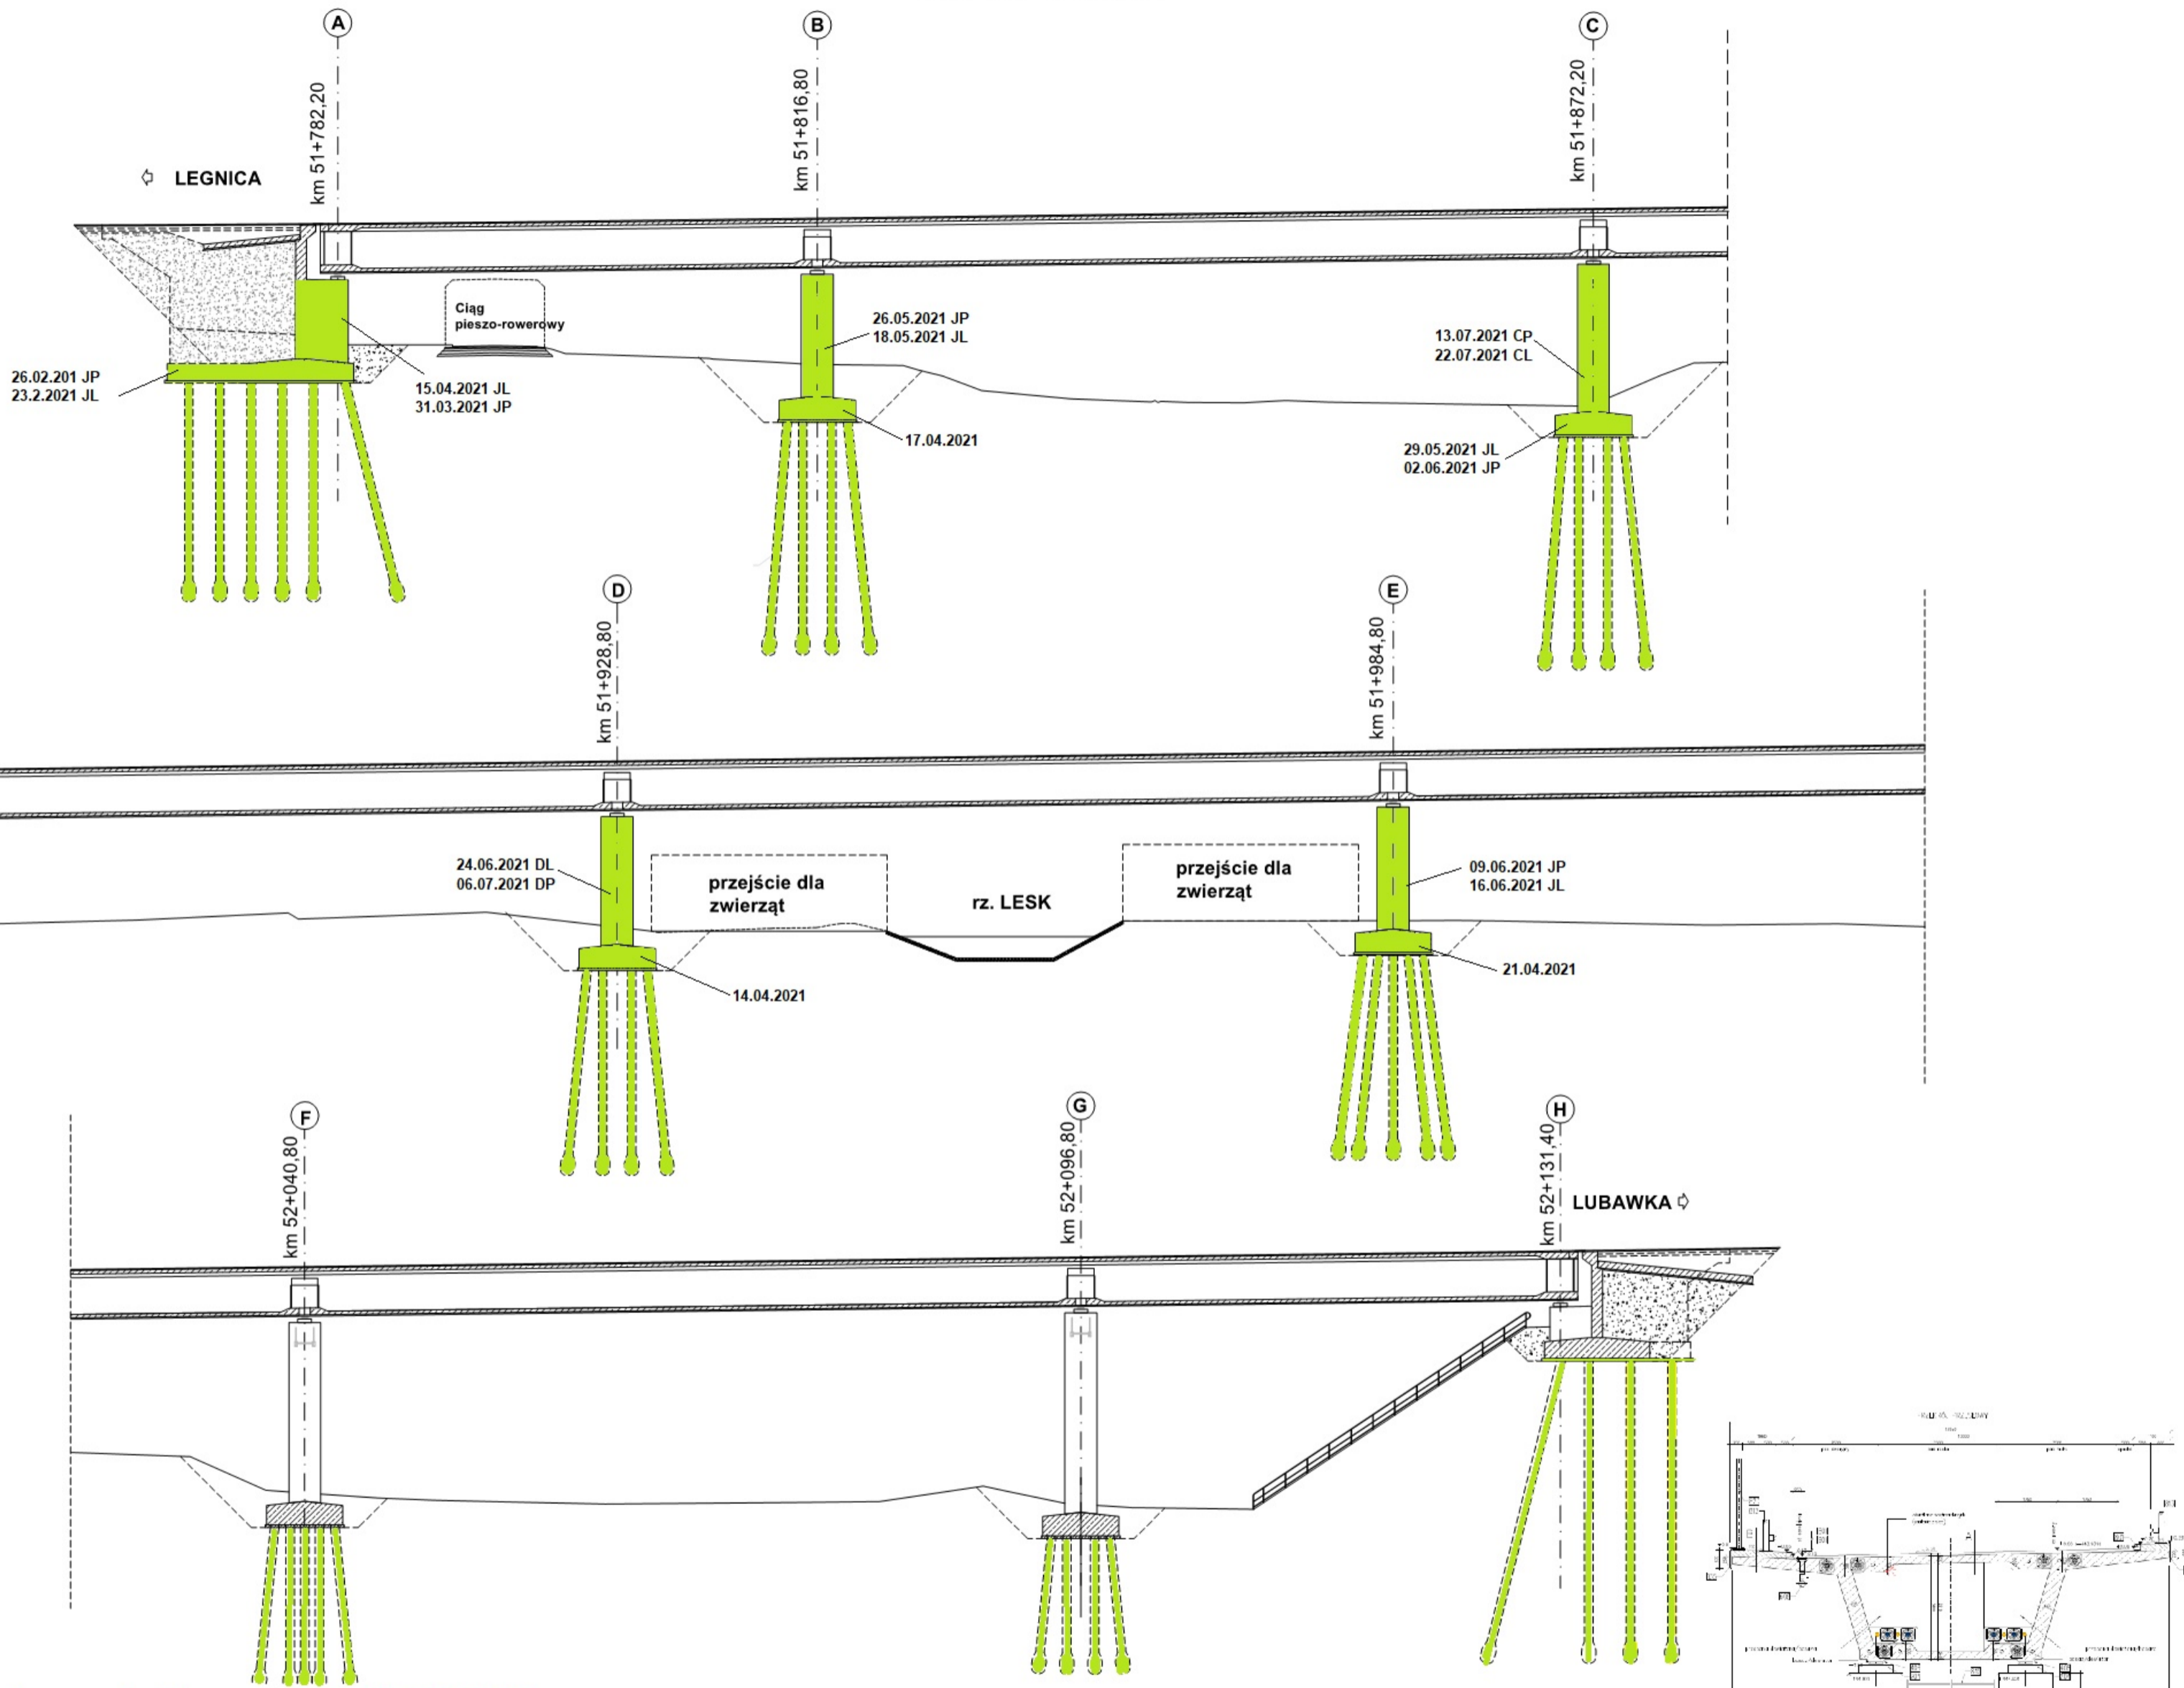 A
B
C
km 51+782,20
km 51+816,80
km 51+872,20
LEGNICA
Ciąg
pieszo-rowerowy
26.05.2021 JP
18.05.2021 JL
13.07.2021 CP
22.07.2021 CL
26.02.201 JP
23.2.2021 JL
15.04.2021 JL
31.03.2021 JP
17.04.2021
29.05.2021 JL
02.06.2021 JP
D
E
km 51+928,80
km 51+984,80
24.06.2021 DL
06.07.2021 DP
przejście dla
zwierząt
rz. LESK
przejście dla
zwierząt
09.06.2021 JP
16.06.2021 JL
14.04.2021
21.04.2021
F
G
H
km 52+040,80
km 52+096,80
km 52+131,40
LUBAWKA